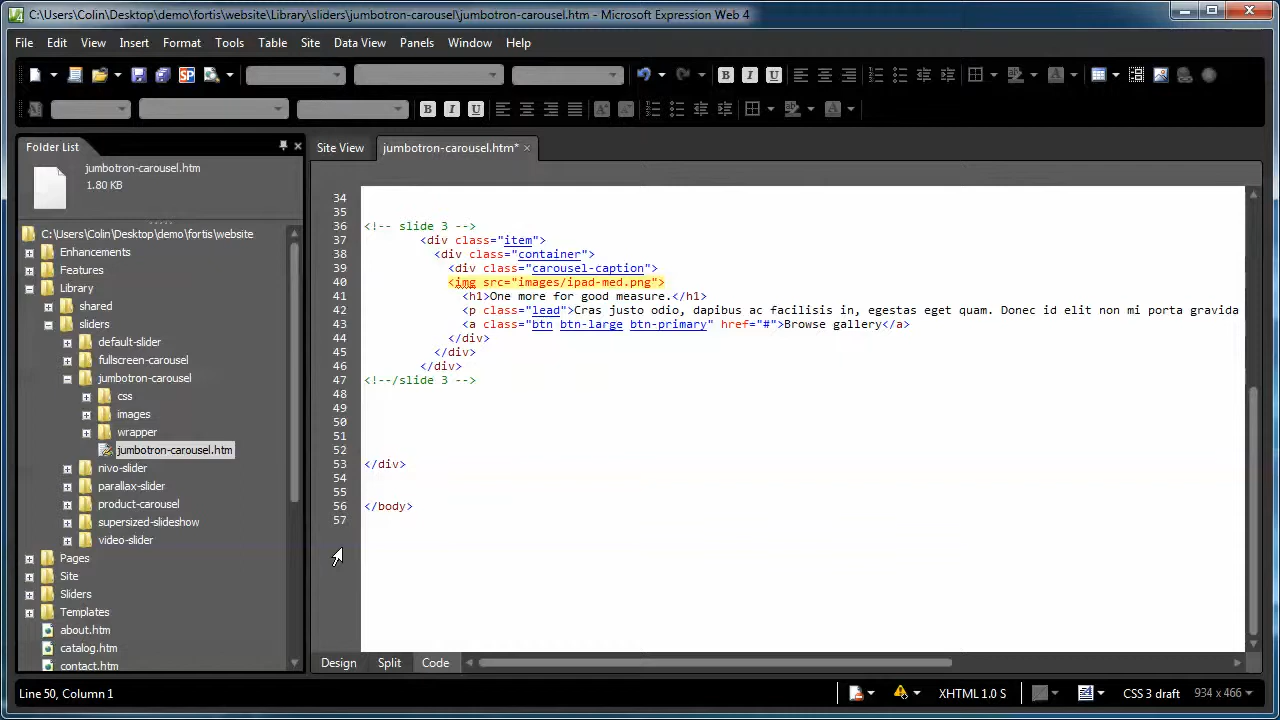 C:\Users\Colin\Desktop\demo\fortis\website\Library\sliders\jumbotron-carousel\jumbotron-carousel.htm - Microsoft Expression Web 4
File Edit View Insert Format Tools Table Site Data View Panels Window Help
Folder List
jumbotron-carousel.htm
1.80 KB
C:\Users\Colin\Desktop\demo\fortis\website
Enhancements
Features
Library
shared
sliders
default-slider
fullscreen-carousel
jumbotron-carousel
css
images
wrapper
jumbotron-carousel.htm
nivo-slider
parallax-slider
product-carousel
supersized-slideshow
video-slider
Pages
Site
Sliders
Templates
about.htm
catalog.htm
contact.htm
Site View jumbotron-carousel.htm*
34
35
36 <!-- slide 3 -->
37 <div class="item">
38 <div class="container">
39 <div class="carousel-caption">
40 <img src="images/ipad-med.png">
41 <h1>One more for good measure.</h1>
42 <p class="lead">Cras justo odio, dapibus ac facilisis in, egestas eget quam. Donec id elit non mi porta gravida
43 <a class="btn btn-large btn-primary" href="#">Browse gallery</a>
44 </div>
45 </div>
46 </div>
47 <!--/slide 3 -->
48
49
50
51
52
53 </div>
54
55
56 </body>
57
Design Split Code
Line 50, Column 1
XHTML 1.0 S CSS 3 draft 934 x 466